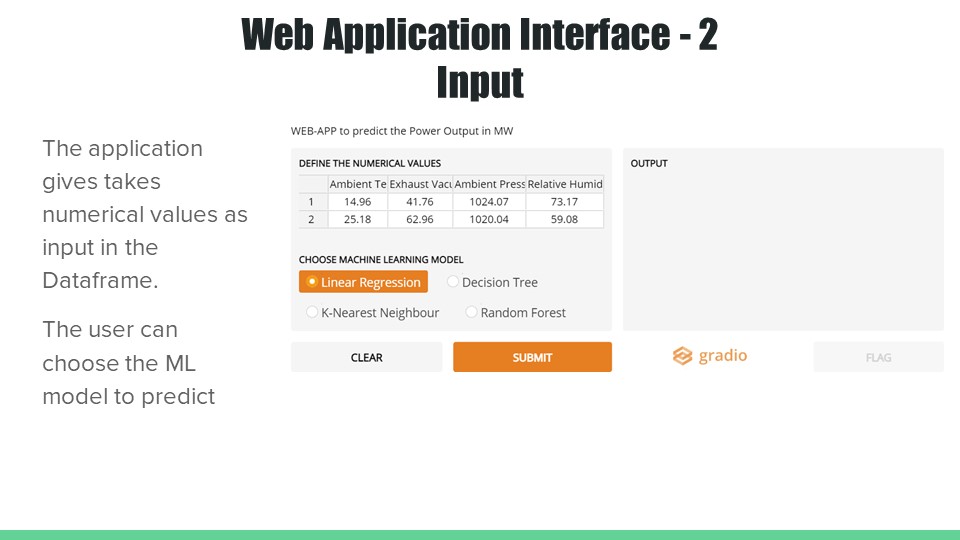 Web Application Interface - 2
Input
The application
gives takes
numerical values as
input in the
Dataframe.
The user can
choose the ML
model to predict
WEB-APP to predict the Power Output in MW
DEFINE THE NUMERICAL VALUES
Ambient Te Exhaust Vacu Ambient Press Relative Humid
1 14.96 41.76 1024.07 73.17
2 25.18 62.96 1020.04 59.08
CHOOSE MACHINE LEARNING MODEL
Linear Regression Decision Tree
K-Nearest Neighbour Random Forest
CLEAR SUBMIT
OUTPUT
gradio FLAG